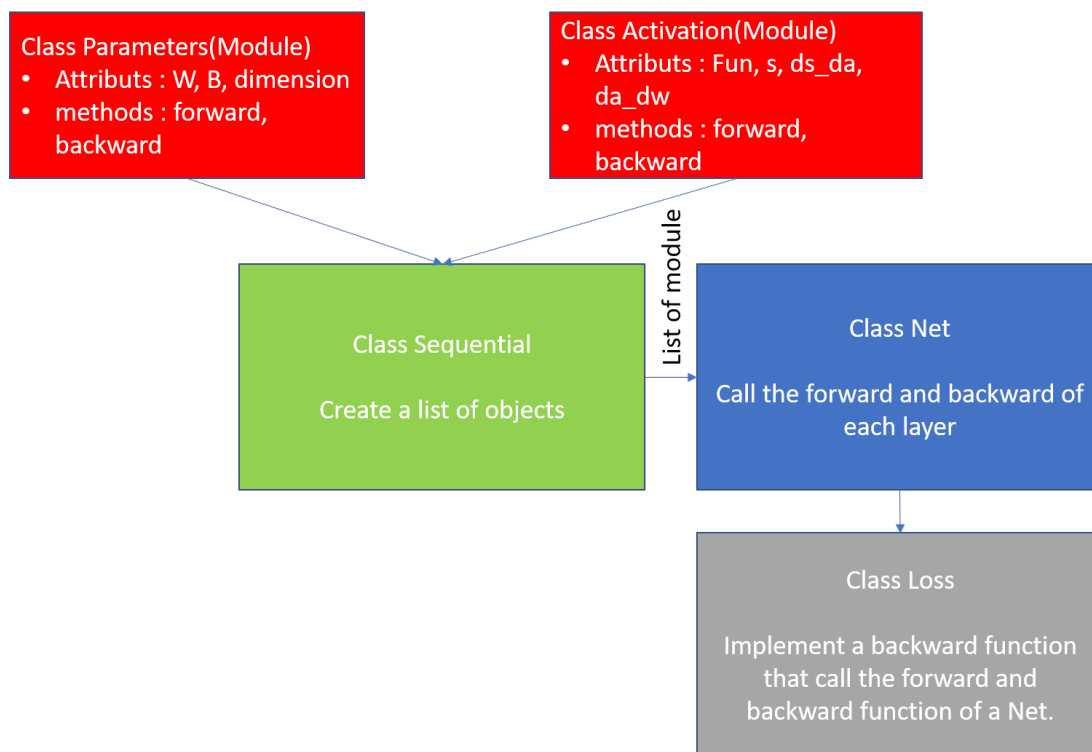 Class Parameters(Module)
• Attributs : W, B, dimension
• methods : forward,
backward
Class Activation(Module)
• Attributs : Fun, s, ds_da,
da_dw
• methods : forward,
backward
Class Sequential
Create a list of objects
List of module
Class Net
Call the forward and backward of
each layer
Class Loss
Implement a backward function
that call the forward and
backward function of a Net.